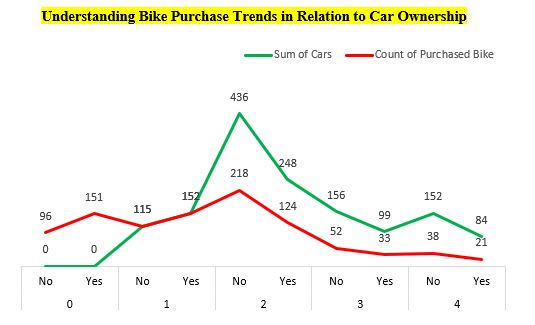 Understanding Bike Purchase Trends in Relation to Car Ownership
Sum of Cars Count of Purchased Bike
436
248
218
151 152 156 152
115 124
96 99 84
52 33 38 21
0 0
No Yes No Yes No Yes No Yes No Yes
0 1 2 3 4